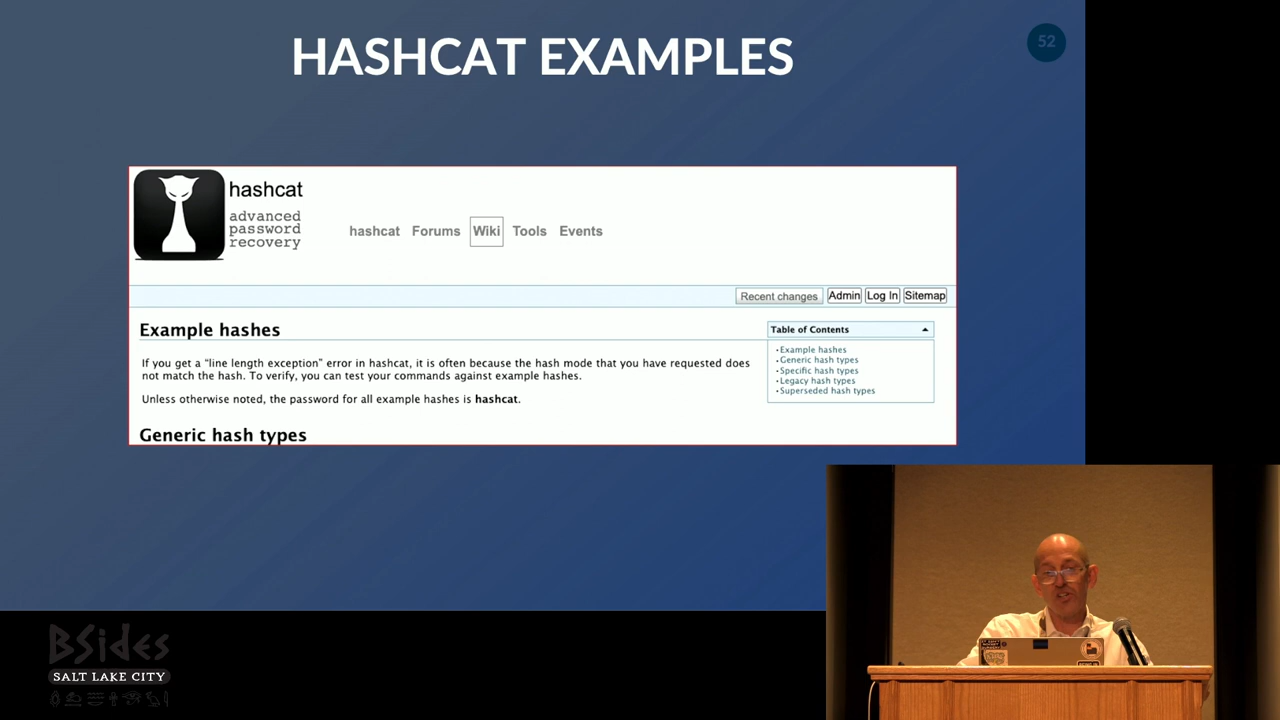 HASHCAT EXAMPLES
52
hashcat
advanced
password
recovery
hashcat Forums Wiki Tools Events
Recent changes Admin Log In Sitemap
Example hashes
If you get a “line length exception” error in hashcat, it is often because the hash mode that you have requested does
not match the hash. To verify, you can test your commands against example hashes.
Unless otherwise noted, the password for all example hashes is hashcat.
Generic hash types
Table of Contents
Example hashes
Generic hash types
Specific hash types
Legacy hash types
Superseded hash types
BSides
SALT LAKE CITY